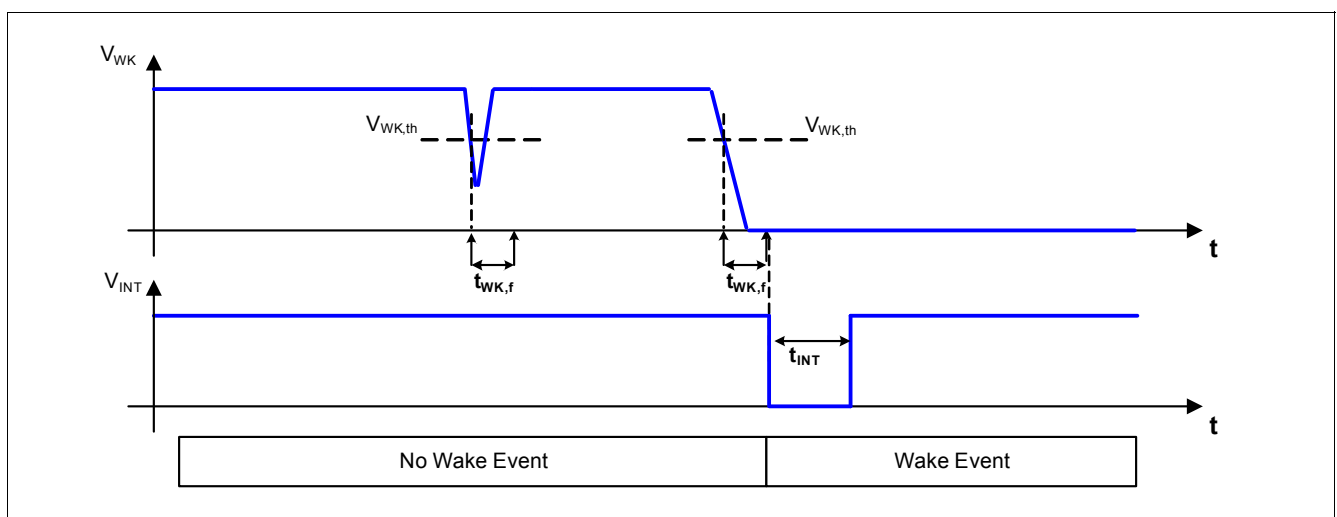 VWK
VWK,th
VWK,th
t
tWK,f
tWK,f
VINT
tINT
t
No Wake Event
Wake Event